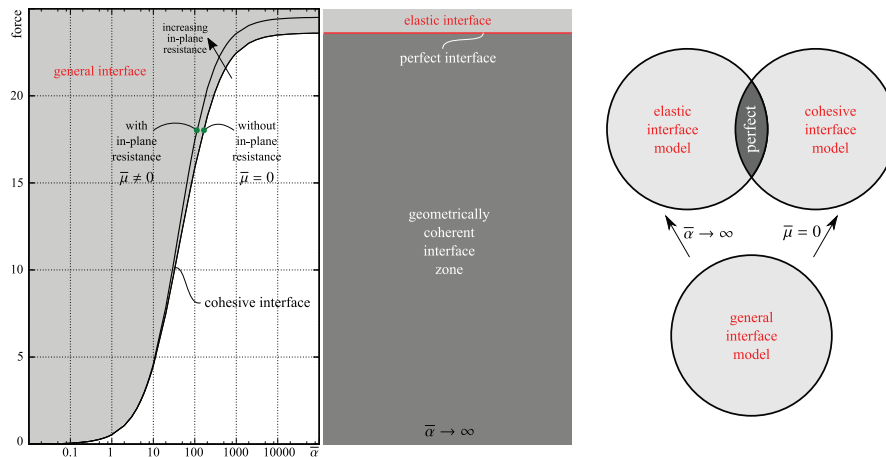 force
20
15
10
5
0
0.1
1
10
100
1000
10000
α̅
increasing
in-plane
resistance
general interface
with
in-plane
resistance
μ̅ ≠ 0
without
in-plane
resistance
μ̅ = 0
cohesive interface
elastic interface
perfect interface
geometrically
coherent
interface
zone
α̅ → ∞
elastic
interface
model
perfect
cohesive
interface
model
α̅ → ∞
μ̅ = 0
general
interface
model